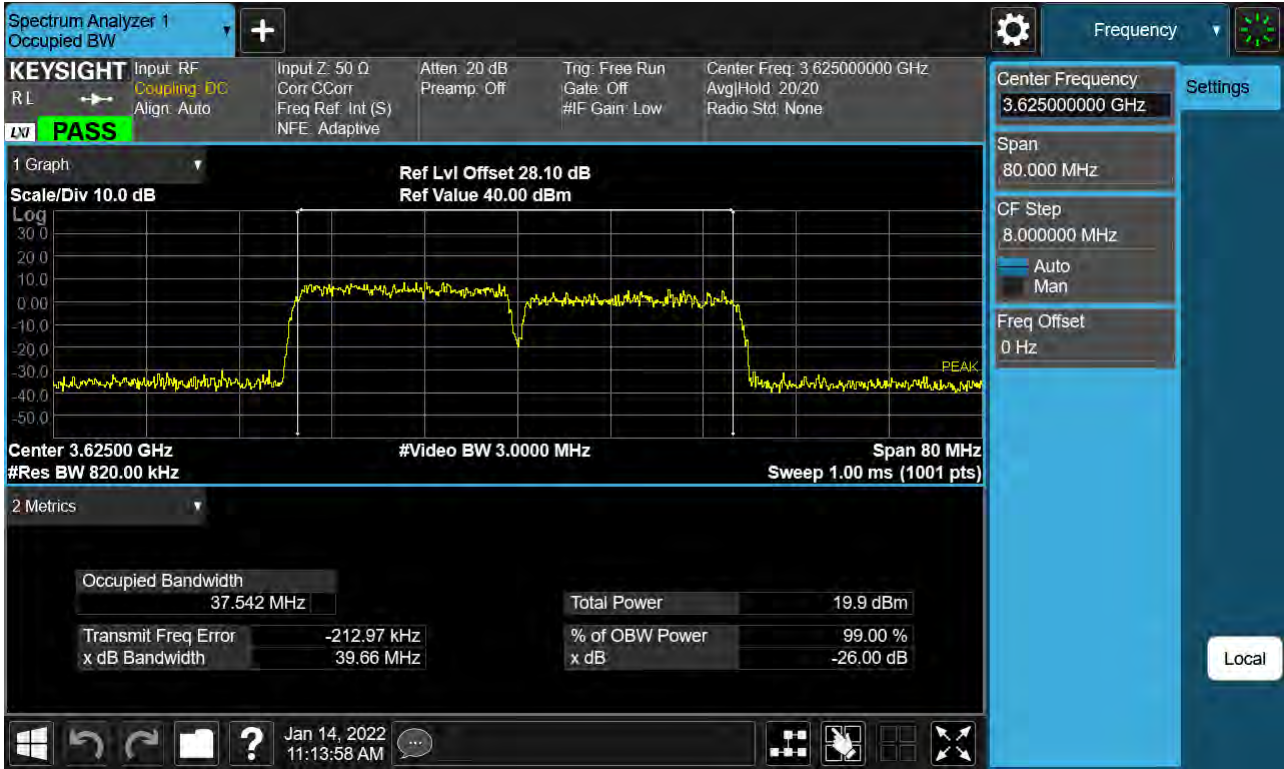 Spectrum Analyzer 1
Occupied BW
Frequency
KEYSIGHT
R L
LXI PASS
Input: RF
Coupling: DC
Align: Auto
Input Z: 50 Ω
Corr CCorr
Freq Ref: Int (S)
NFE: Adaptive
Atten: 20 dB
Preamp: Off
Trig: Free Run
Gate: Off
#IF Gain: Low
Center Freq: 3.625000000 GHz
Avg|Hold: 20/20
Radio Std: None
Center Frequency
3.625000000 GHz
Settings
Span
80.000 MHz
CF Step
8.000000 MHz
Auto
Man
Freq Offset
0 Hz
1 Graph
Scale/Div 10.0 dB
Ref Lvl Offset 28.10 dB
Ref Value 40.00 dBm
Log
30.0
20.0
10.0
0.00
-10.0
-20.0
-30.0
-40.0
-50.0
PEAK
Center 3.62500 GHz
#Video BW 3.0000 MHz
Span 80 MHz
#Res BW 820.00 kHz
Sweep 1.00 ms (1001 pts)
2 Metrics
Occupied Bandwidth
37.542 MHz
Total Power 19.9 dBm
Transmit Freq Error -212.97 kHz
% of OBW Power 99.00 %
x dB Bandwidth 39.66 MHz
x dB -26.00 dB
Local
?
Jan 14, 2022
11:13:58 AM